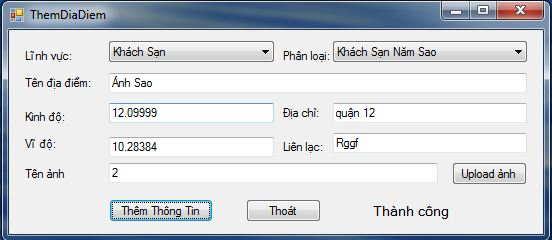 ThemDiaDiem
Lĩnh vực: Khách Sạn Phân loại: Khách Sạn Năm Sao
Tên địa điểm: Ánh Sao
Kinh độ: 12.09999 Địa chỉ: quận 12
Vĩ độ: 10.28384 Liên lạc: Rggf
Tên ảnh 2 Upload ảnh
Thêm Thông Tin Thoát Thành công